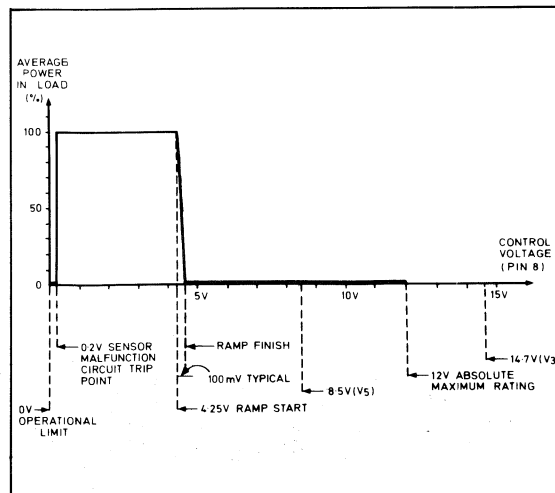 AVERAGE
POWER
IN LOAD
(%)
100
50
0
5V
10V
15V
CONTROL
VOLTAGE
(PIN 8)
0·2V SENSOR
MALFUNCTION
CIRCUIT TRIP
POINT
RAMP FINISH
100mV TYPICAL
14·7V(V3
12V ABSOLUTE
MAXIMUM RATING
8·5V(V5)
0V
OPERATIONAL
LIMIT
4·25V RAMP START